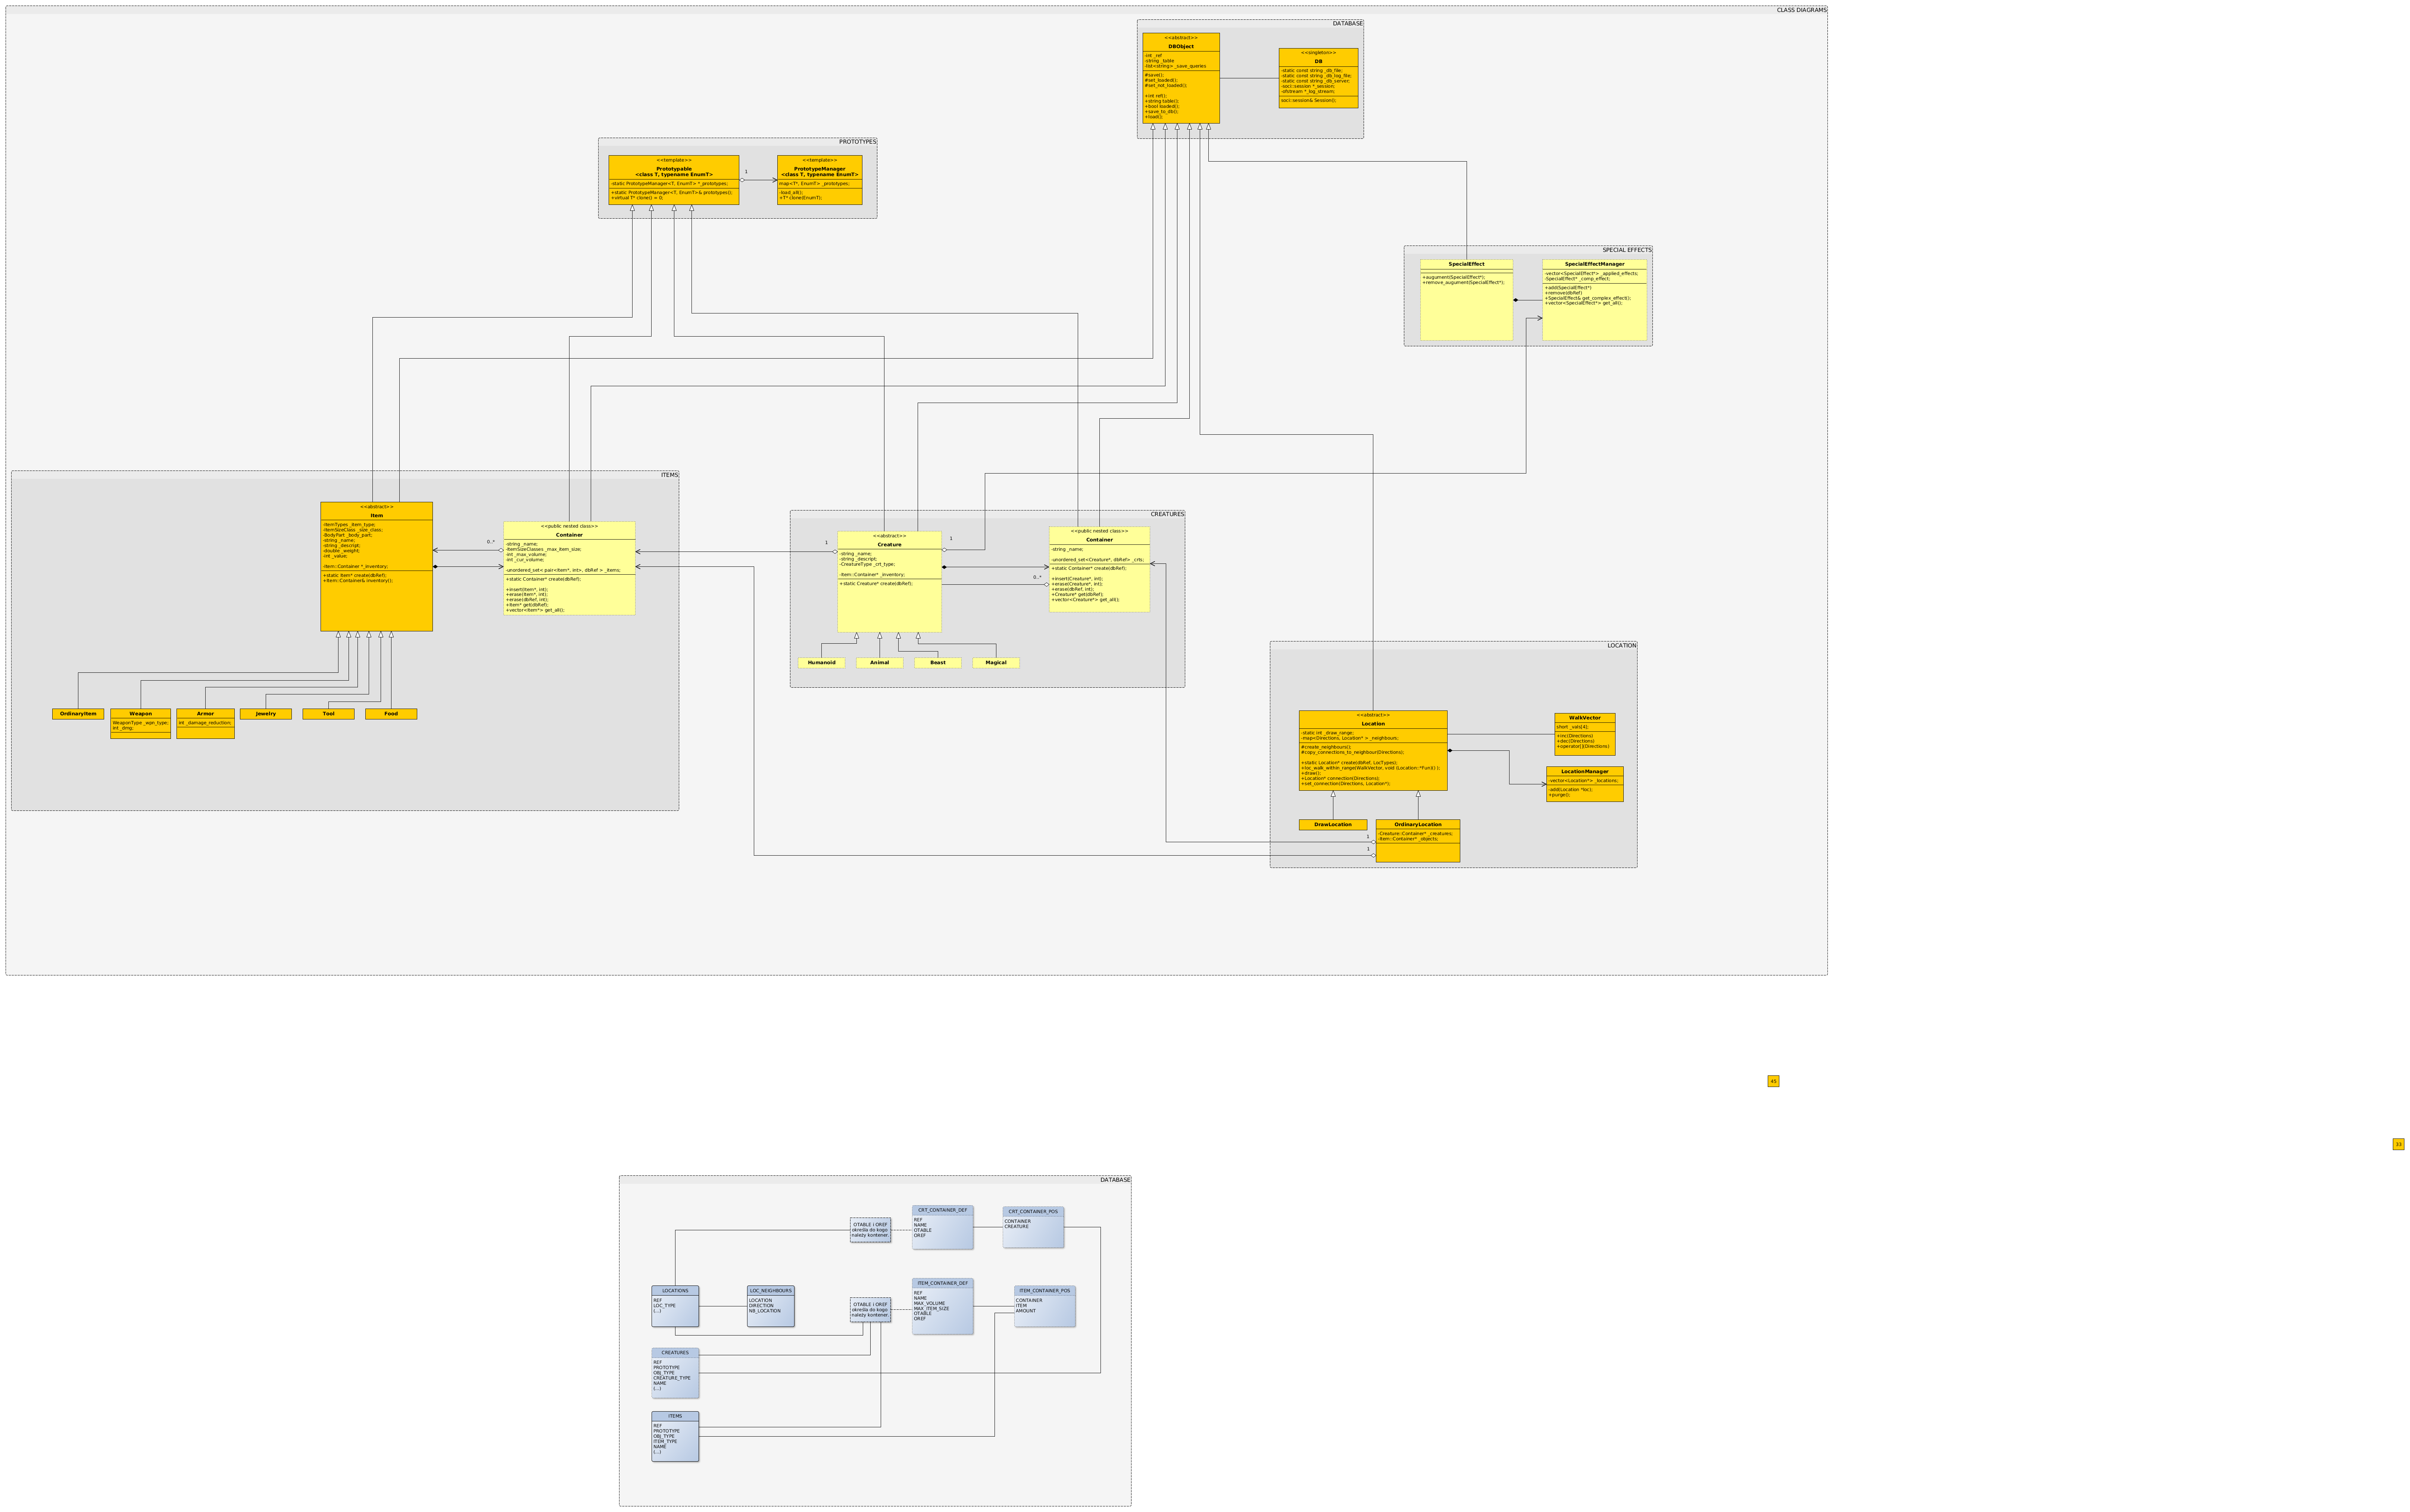 CLASS DIAGRAMS
DATABASE
<<abstract>>
DBObject
-int _ref
-string _table
-list<string> _save_queries
#save();
#set_loaded();
#set_not_loaded();
+int ref();
+string table();
+bool loaded();
+save_to_db();
+load();
<<singleton>>
DB
-static const string _db_file;
-static const string _db_log_file;
-static const string _db_server;
-soci::session *_session;
-ofstream *_log_stream;
soci::session& Session();
PROTOTYPES
<<template>>
Prototypable
<class T, typename EnumT>
-static PrototypeManager<T, EnumT> *_prototypes;
+static PrototypeManager<T, EnumT>& prototypes();
+virtual T* clone() = 0;
1
<<template>>
PrototypeManager
<class T, typename EnumT>
map<T*, EnumT> _prototypes;
-load_all();
+T* clone(EnumT);
SPECIAL EFFECTS
SpecialEffect
+augument(SpecialEffect*);
+remove_augument(SpecialEffect*);
SpecialEffectManager
-vector<SpecialEffect*> _applied_effects;
-SpecialEffect* _comp_effect;
+add(SpecialEffect*)
+remove(dbRef)
+SpecialEffect& get_complex_effect();
+vector<SpecialEffect*> get_all();
ITEMS
<<abstract>>
Item
-ItemTypes _item_type;
-ItemSizeClass _size_class;
-BodyPart _body_part;
-string _name;
-string _descript;
-double _weight;
-int _value;
-Item::Container *_inventory;
+static Item* create(dbRef);
+Item::Container& inventory();
0..*
<<public nested class>>
Container
-string _name;
-ItemSizeClasses _max_item_size;
-int _max_volume;
-int _cur_volume;
-unordered_set< pair<Item*, int>, dbRef > _items;
+static Container* create(dbRef);
+insert(Item*, int);
+erase(Item*, int);
+erase(dbRef, int);
+Item* get(dbRef);
+vector<Item*> get_all();
OrdinaryItem
Weapon
WeaponType _wpn_type;
int _dmg;
Armor
int _damage_reduction;
Jewelry
Tool
Food
CREATURES
1
<<abstract>>
Creature
-string _name;
-string _descript;
-CreatureType _crt_type;
-Item::Container* _inventory;
+static Creature* create(dbRef);
1
0..*
<<public nested class>>
Container
-string _name;
-unordered_set<Creature*, dbRef> _crts;
+static Container* create(dbRef);
+insert(Creature*, int);
+erase(Creature*, int);
+erase(dbRef, int);
+Creature* get(dbRef);
+vector<Creature*> get_all();
Humanoid
Animal
Beast
Magical
LOCATION
<<abstract>>
Location
-static int _draw_range;
-map<Directions, Location* > _neighbours;
#create_neighbours();
#copy_connections_to_neighbour(Directions);
+static Location* create(dbRef, LocTypes);
+loc_walk_within_range(WalkVector, void (Location::*Fun)() );
+draw();
+Location* connection(Directions);
+set_connection(Directions, Location*);
WalkVector
short _vals[4];
+inc(Directions)
+dec(Directions)
+operator[](Directions)
LocationManager
-vector<Location*> _locations;
-add(Location *loc);
+purge();
DrawLocation
OrdinaryLocation
-Creature::Container* _creatures;
-Item::Container* _objects;
1
1
45
33
DATABASE
OTABLE i OREF
określa do kogo
należy kontener.
CRT_CONTAINER_DEF
REF
NAME
OTABLE
OREF
CRT_CONTAINER_POS
CONTAINER
CREATURE
LOCATIONS
REF
LOC_TYPE
(...)
LOC_NEIGHBOURS
LOCATION
DIRECTION
NB_LOCATION
OTABLE i OREF
określa do kogo
należy kontener.
ITEM_CONTAINER_DEF
REF
NAME
MAX_VOLUME
MAX_ITEM_SIZE
OTABLE
OREF
ITEM_CONTAINER_POS
CONTAINER
ITEM
AMOUNT
CREATURES
REF
PROTOTYPE
OBJ_TYPE
CREATURE_TYPE
NAME
(...)
ITEMS
REF
PROTOTYPE
OBJ_TYPE
ITEM_TYPE
NAME
(...)